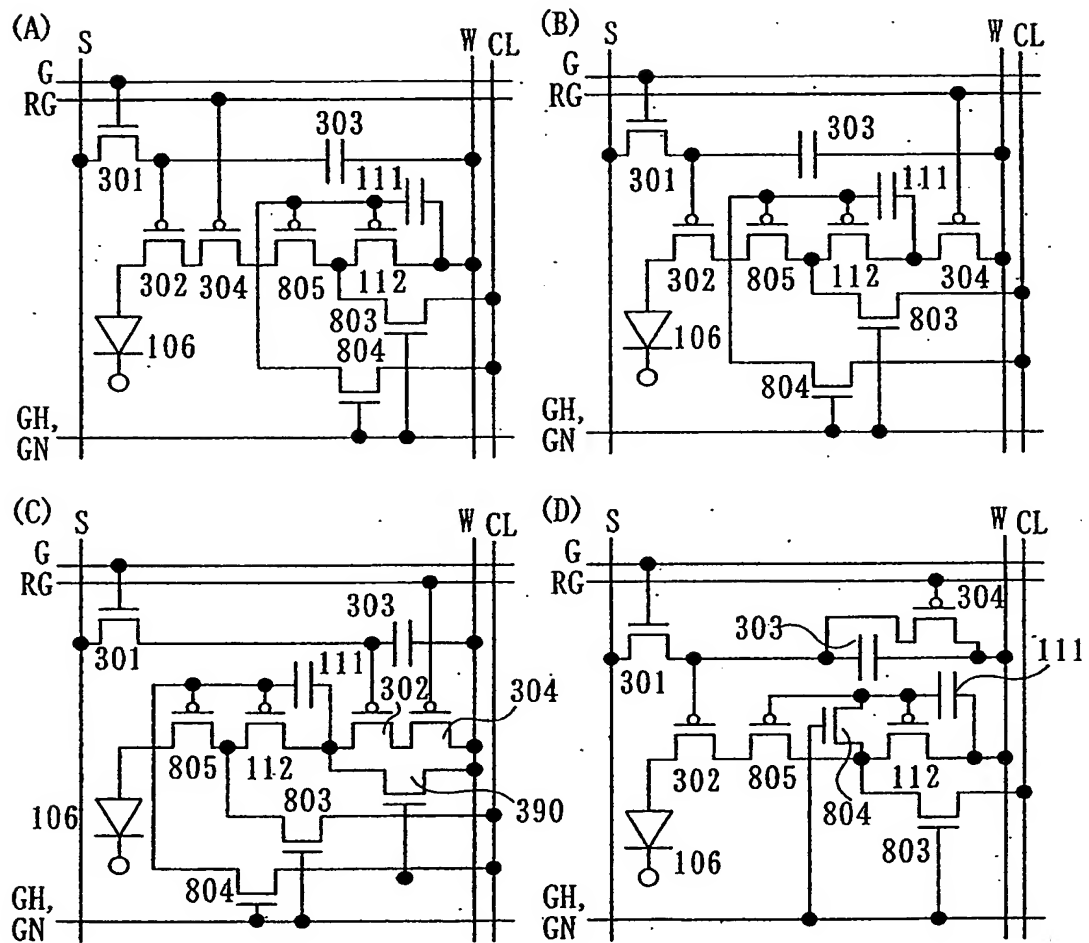 (A)
S
W
CL
G
RG
303
301
111
302
304
805
112
803
106
804
GH,
GN
(B)
W
S
CL
G
RG
303
301
111
302
805
112
304
803
106
804
GH,
GN
(C)
S
W
CL
G
RG
303
301
111
302
304
805
112
803
390
106
804
GH,
GN
(D)
S
W
CL
G
RG
304
303
301
111
302
805
112
804
803
106
GH,
GN